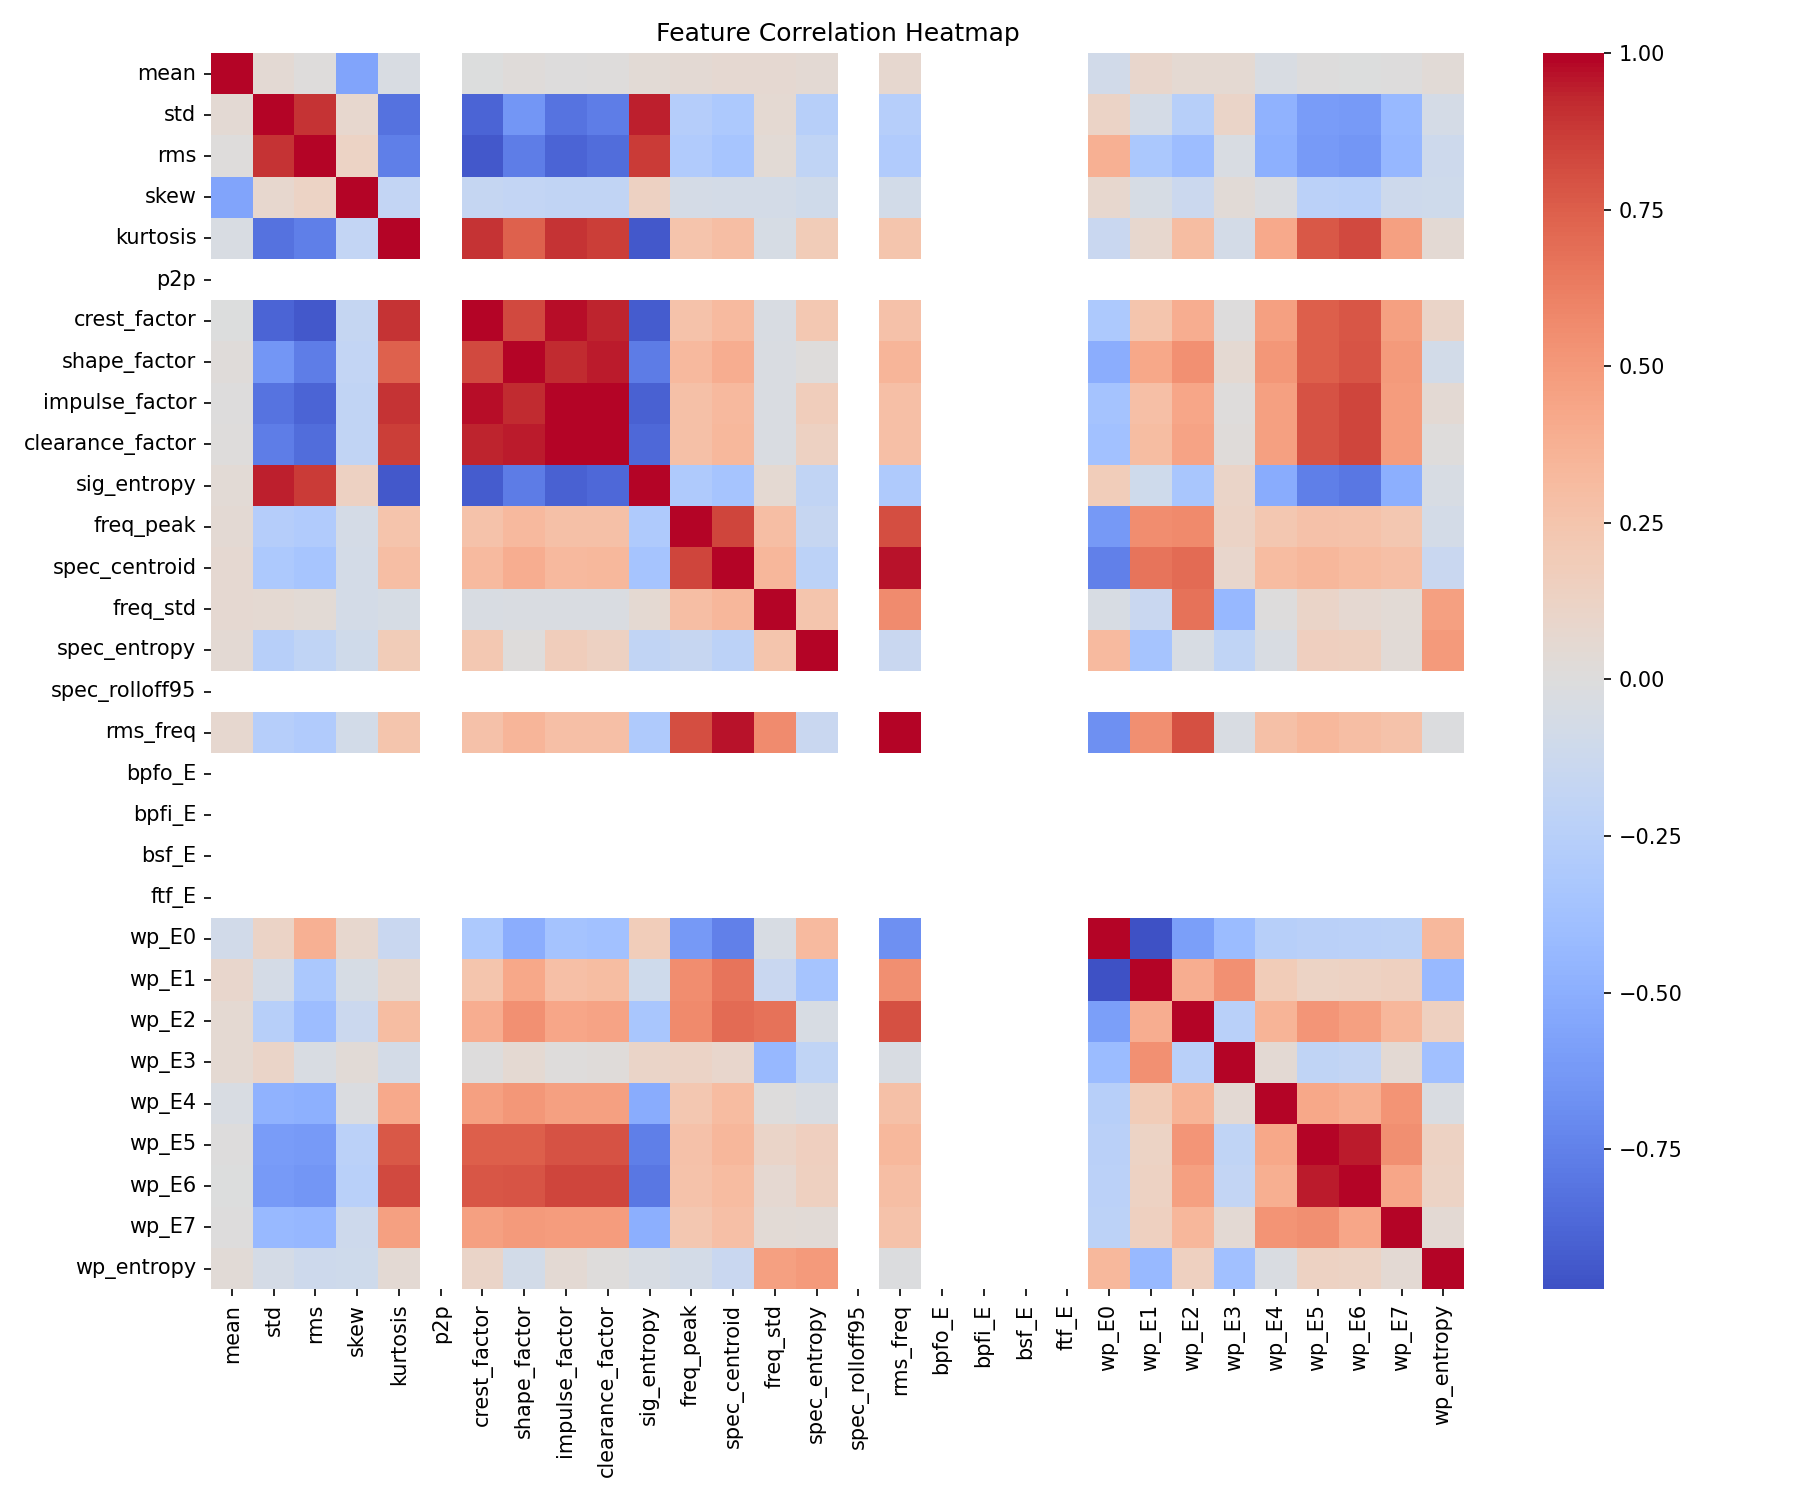 Feature Correlation Heatmap
mean
std
rms
skew
kurtosis
p2p
crest_factor
shape_factor
impulse_factor
clearance_factor
sig_entropy
freq_peak
spec_centroid
freq_std
spec_entropy
spec_rolloff95
rms_freq
bpfo_E
bpfi_E
bsf_E
ftf_E
wp_E0
wp_E1
wp_E2
wp_E3
wp_E4
wp_E5
wp_E6
wp_E7
wp_entropy
mean
std
rms
skew
kurtosis
p2p
crest_factor
shape_factor
impulse_factor
clearance_factor
sig_entropy
freq_peak
spec_centroid
freq_std
spec_entropy
spec_rolloff95
rms_freq
bpfo_E
bpfi_E
bsf_E
ftf_E
wp_E0
wp_E1
wp_E2
wp_E3
wp_E4
wp_E5
wp_E6
wp_E7
wp_entropy
1.00
0.75
0.50
0.25
0.00
−0.25
−0.50
−0.75